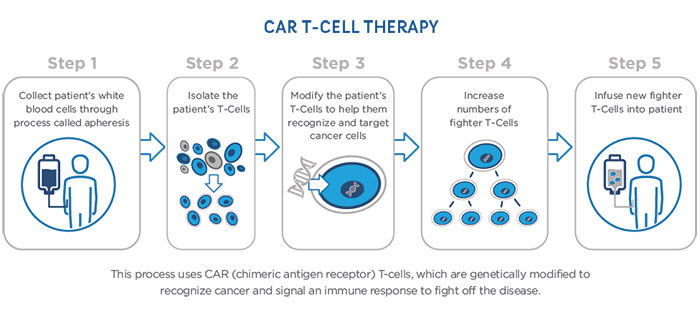 CAR T-CELL THERAPY
Step 1
Collect patient's white
blood cells through
process called apheresis
Step 2
Isolate the
patient's T-Cells
Step 3
Modify the patient's
T-Cells to help them
recognize and target
cancer cells
Step 4
Increase
numbers of
fighter T-Cells
Step 5
Infuse new fighter
T-Cells into patient
This process uses CAR (chimeric antigen receptor) T-cells, which are genetically modified to
recognize cancer and signal an immune response to fight off the disease.